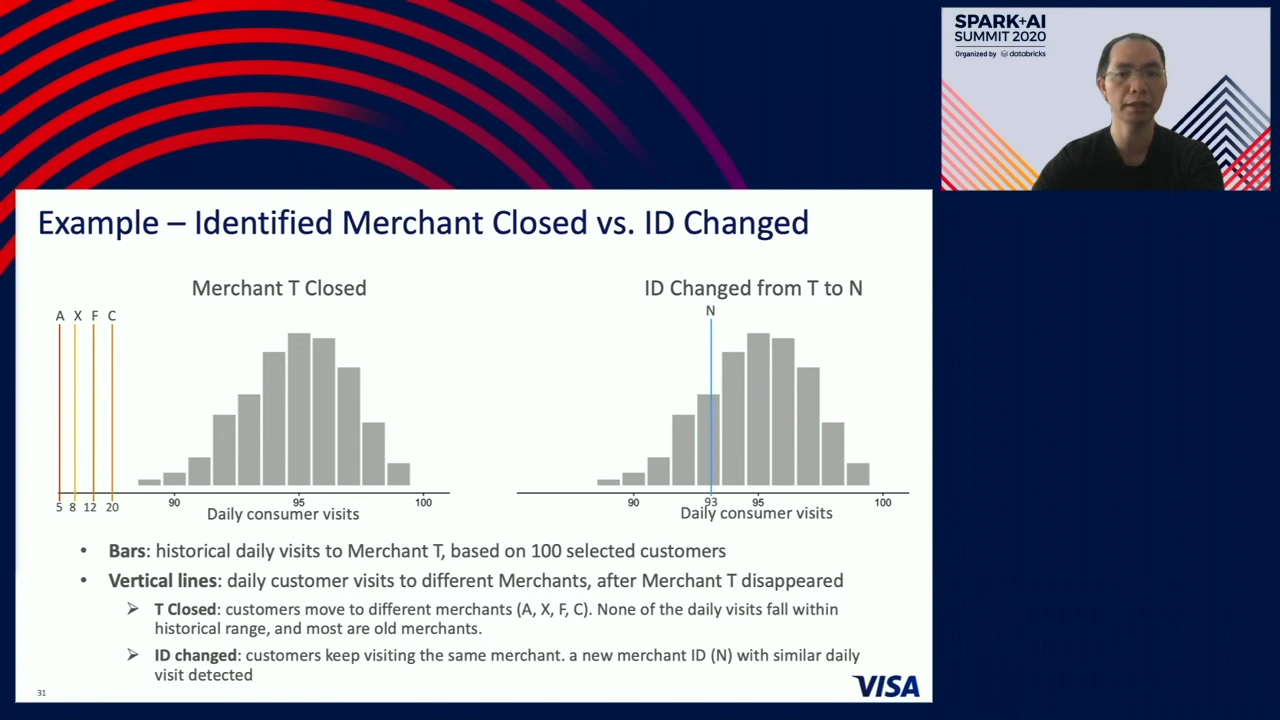 SPARK+AI
SUMMIT 2020
Organized by databricks
Example – Identified Merchant Closed vs. ID Changed
Merchant T Closed
A X F C
5 8 12 20
90 95 100
Daily consumer visits
ID Changed from T to N
N
90 93 95 100
Daily consumer visits
• Bars: historical daily visits to Merchant T, based on 100 selected customers
• Vertical lines: daily customer visits to different Merchants, after Merchant T disappeared
➢ T Closed: customers move to different merchants (A, X, F, C). None of the daily visits fall within
historical range, and most are old merchants.
➢ ID changed: customers keep visiting the same merchant. a new merchant ID (N) with similar daily
visit detected
31
VISA